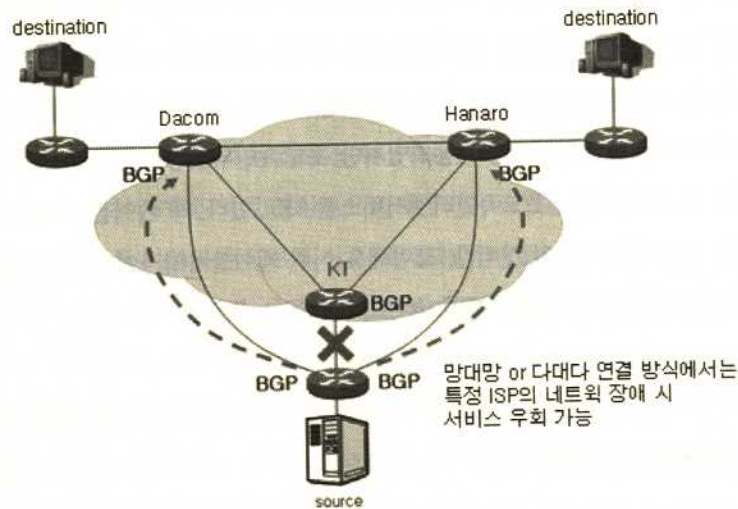 destination
destination
Dacom
Hanaro
BGP
BGP
KT
BGP
BGP
BGP
망대망 or 다대다 연결 방식에서는
특정 ISP의 네트웍 장애 시
서비스 우회 가능
source